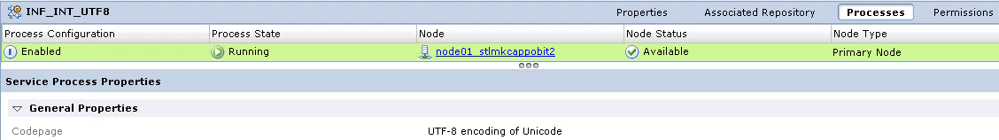 INF_INT_UTF8 Properties Associated Repository Processes Permissions
Process Configuration Process State Node Node Status Node Type
Enabled Running node01_stlmkcappobit2 Available Primary Node
Service Process Properties
General Properties
Codepage UTF-8 encoding of Unicode